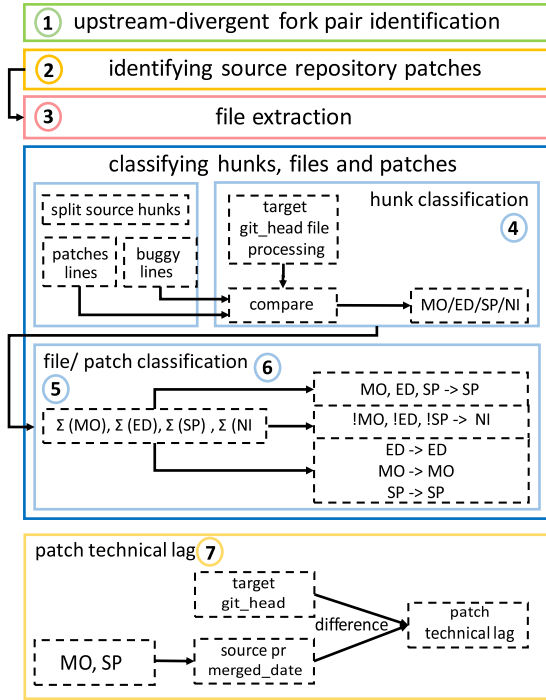 1 upstream-divergent fork pair identification
2 identifying source repository patches
3 file extraction
classifying hunks, files and patches
split source hunks
patches
lines
buggy
lines
hunk classification
4
target
git_head file
processing
compare
MO/ED/SP/NI
file/ patch classification
5
6
Σ (MO), Σ (ED), Σ (SP) , Σ (NI
MO, ED, SP -> SP
!MO, !ED, !SP -> NI
ED -> ED
MO -> MO
SP -> SP
patch technical lag
7
target
git_head
difference
patch
technical lag
MO, SP
source pr
merged_date